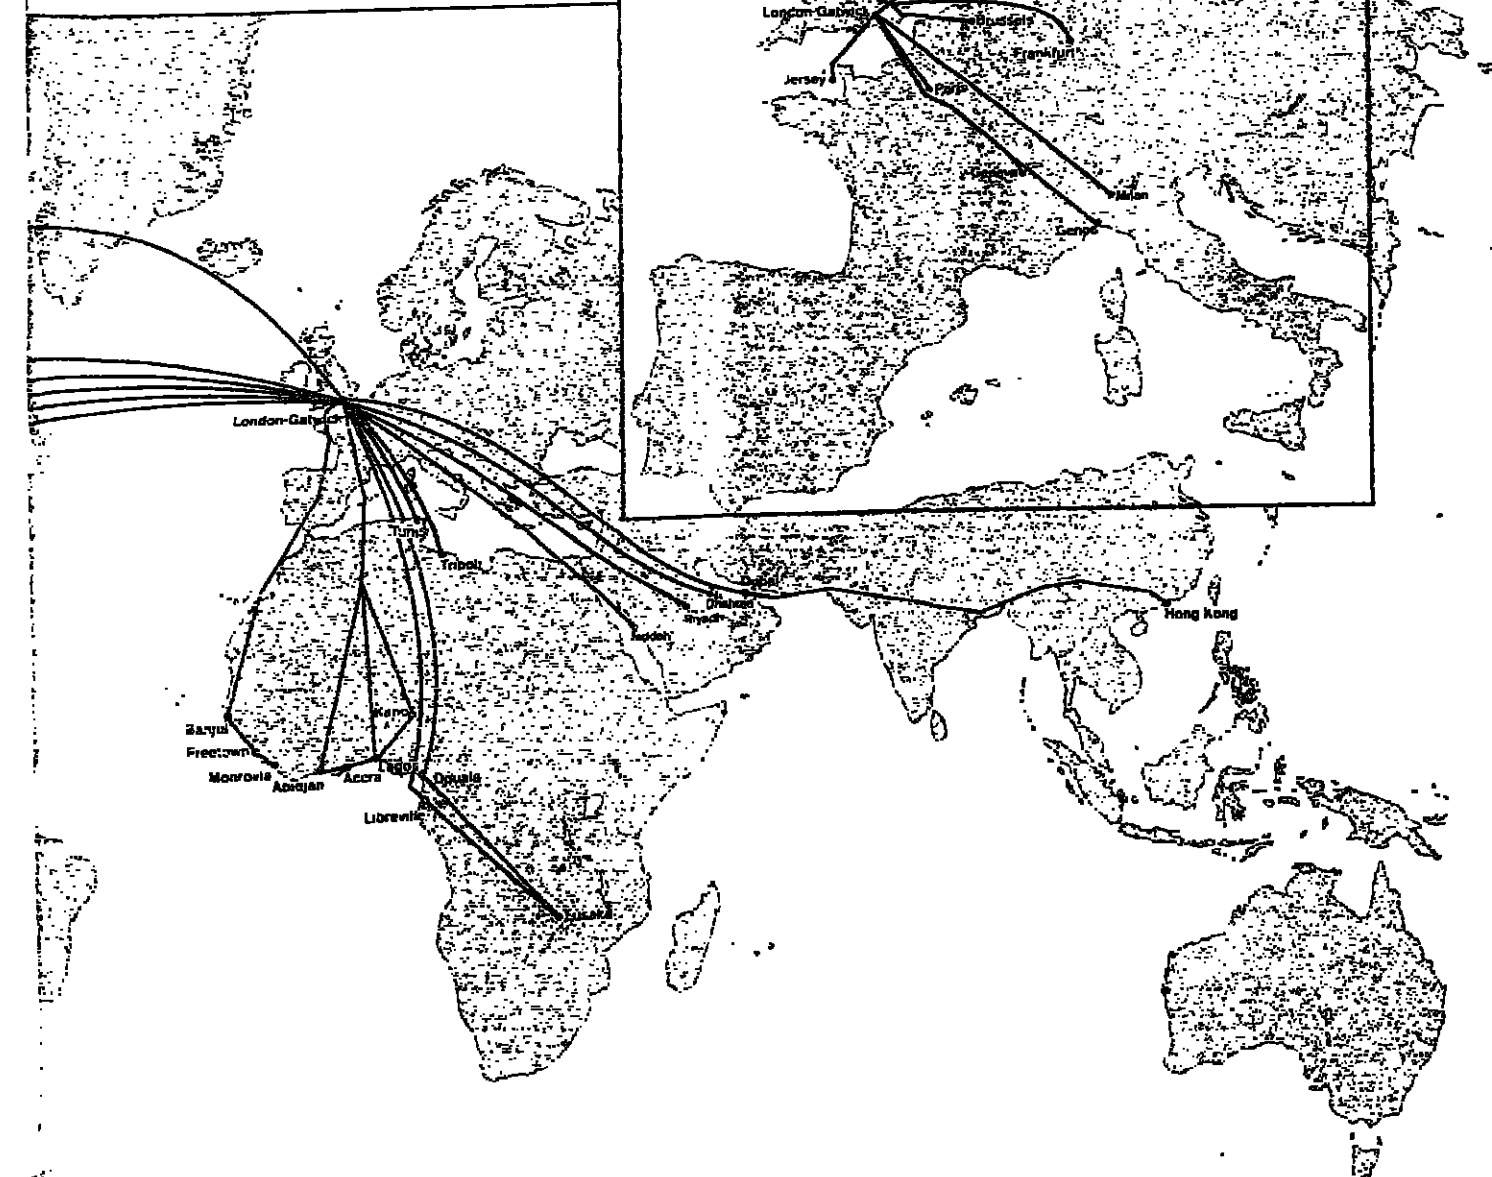 London-Gatwick
Brussels
Frankfurt
Jersey
Paris
Geneva
Milan
Genoa
London-Gatwick
Tunis
Tripoli
Dubai
Dhahran
Riyadh
Hong Kong
Jeddah
Kano
Banjul
Freetown
Lagos
Monrovia
Accra
Douala
Abidjan
Libreville
Lusaka